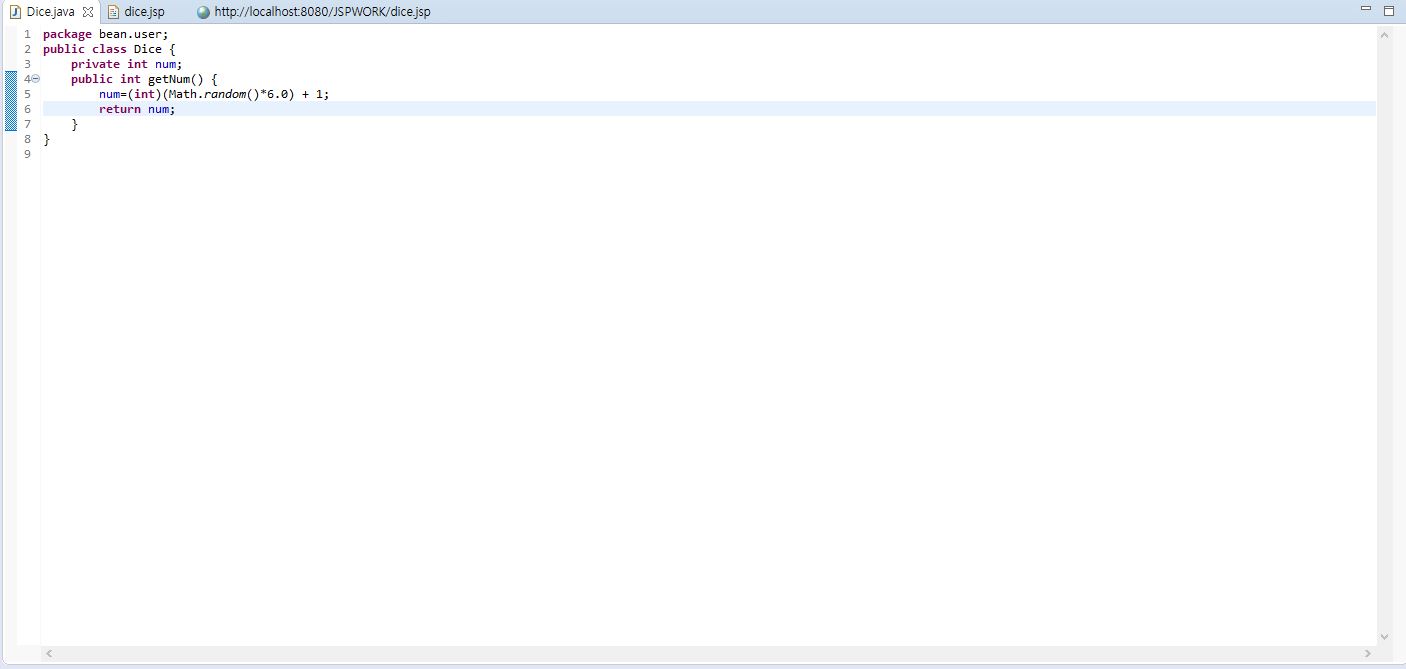 Dice.java dice.jsp http://localhost:8080/JSPWORK/dice.jsp
1 package bean.user;
2 public class Dice {
3     private int num;
4     public int getNum() {
5         num=(int)(Math.random()*6.0) + 1;
6         return num;
7     }
8 }
9